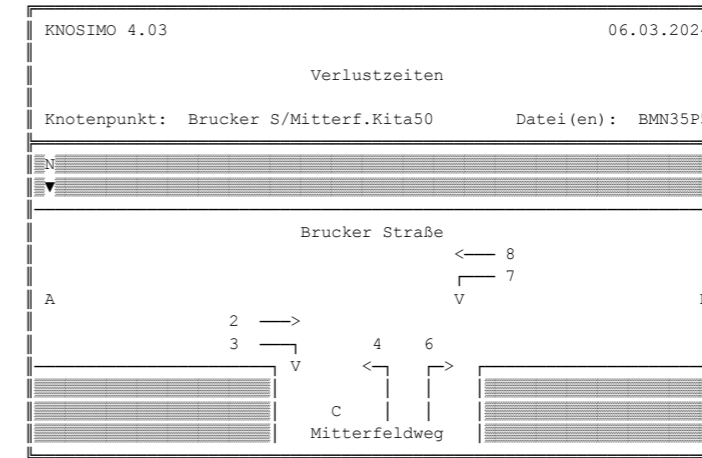 KNOSIMO 4.03 06.03.2024
Verlustzeiten
Knotenpunkt: Brucker S/Mitterf.Kita50 Datei(en): BMN35P
N
▼
Brucker Straße
<─── 8
┌── 7
A V
2 ──>
3 ──┐ 4 6
V <─┐ ┌─>
C
Mitterfeldweg